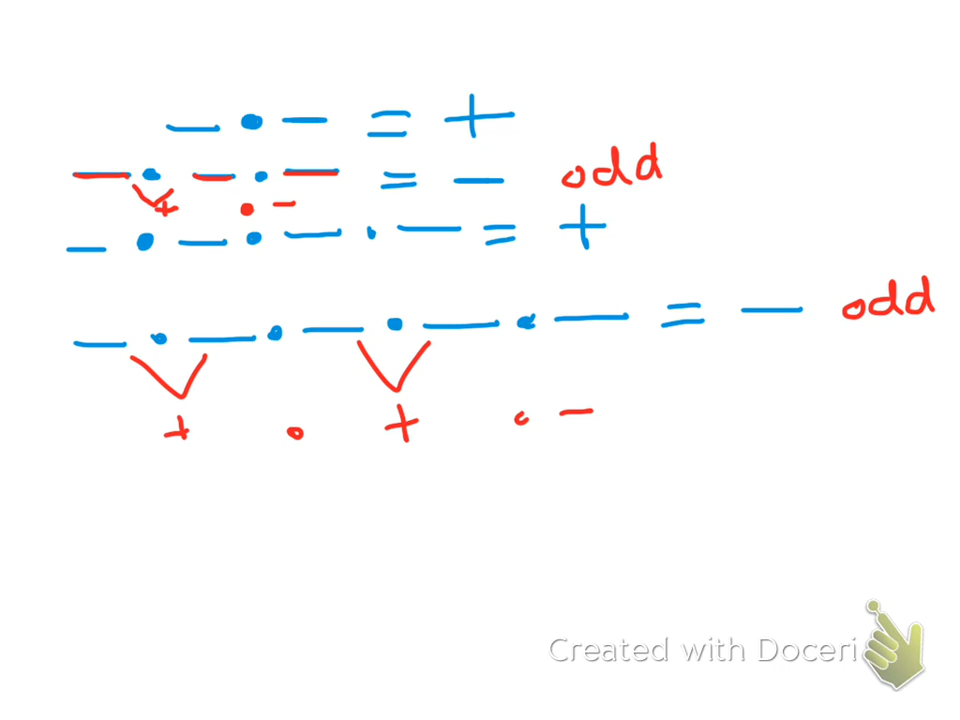 — • — = +
— • — • — = — odd
+ • —
— • — • — • — = +
— • — • — • — • — = — odd
+ • + • —
Created with Doceri